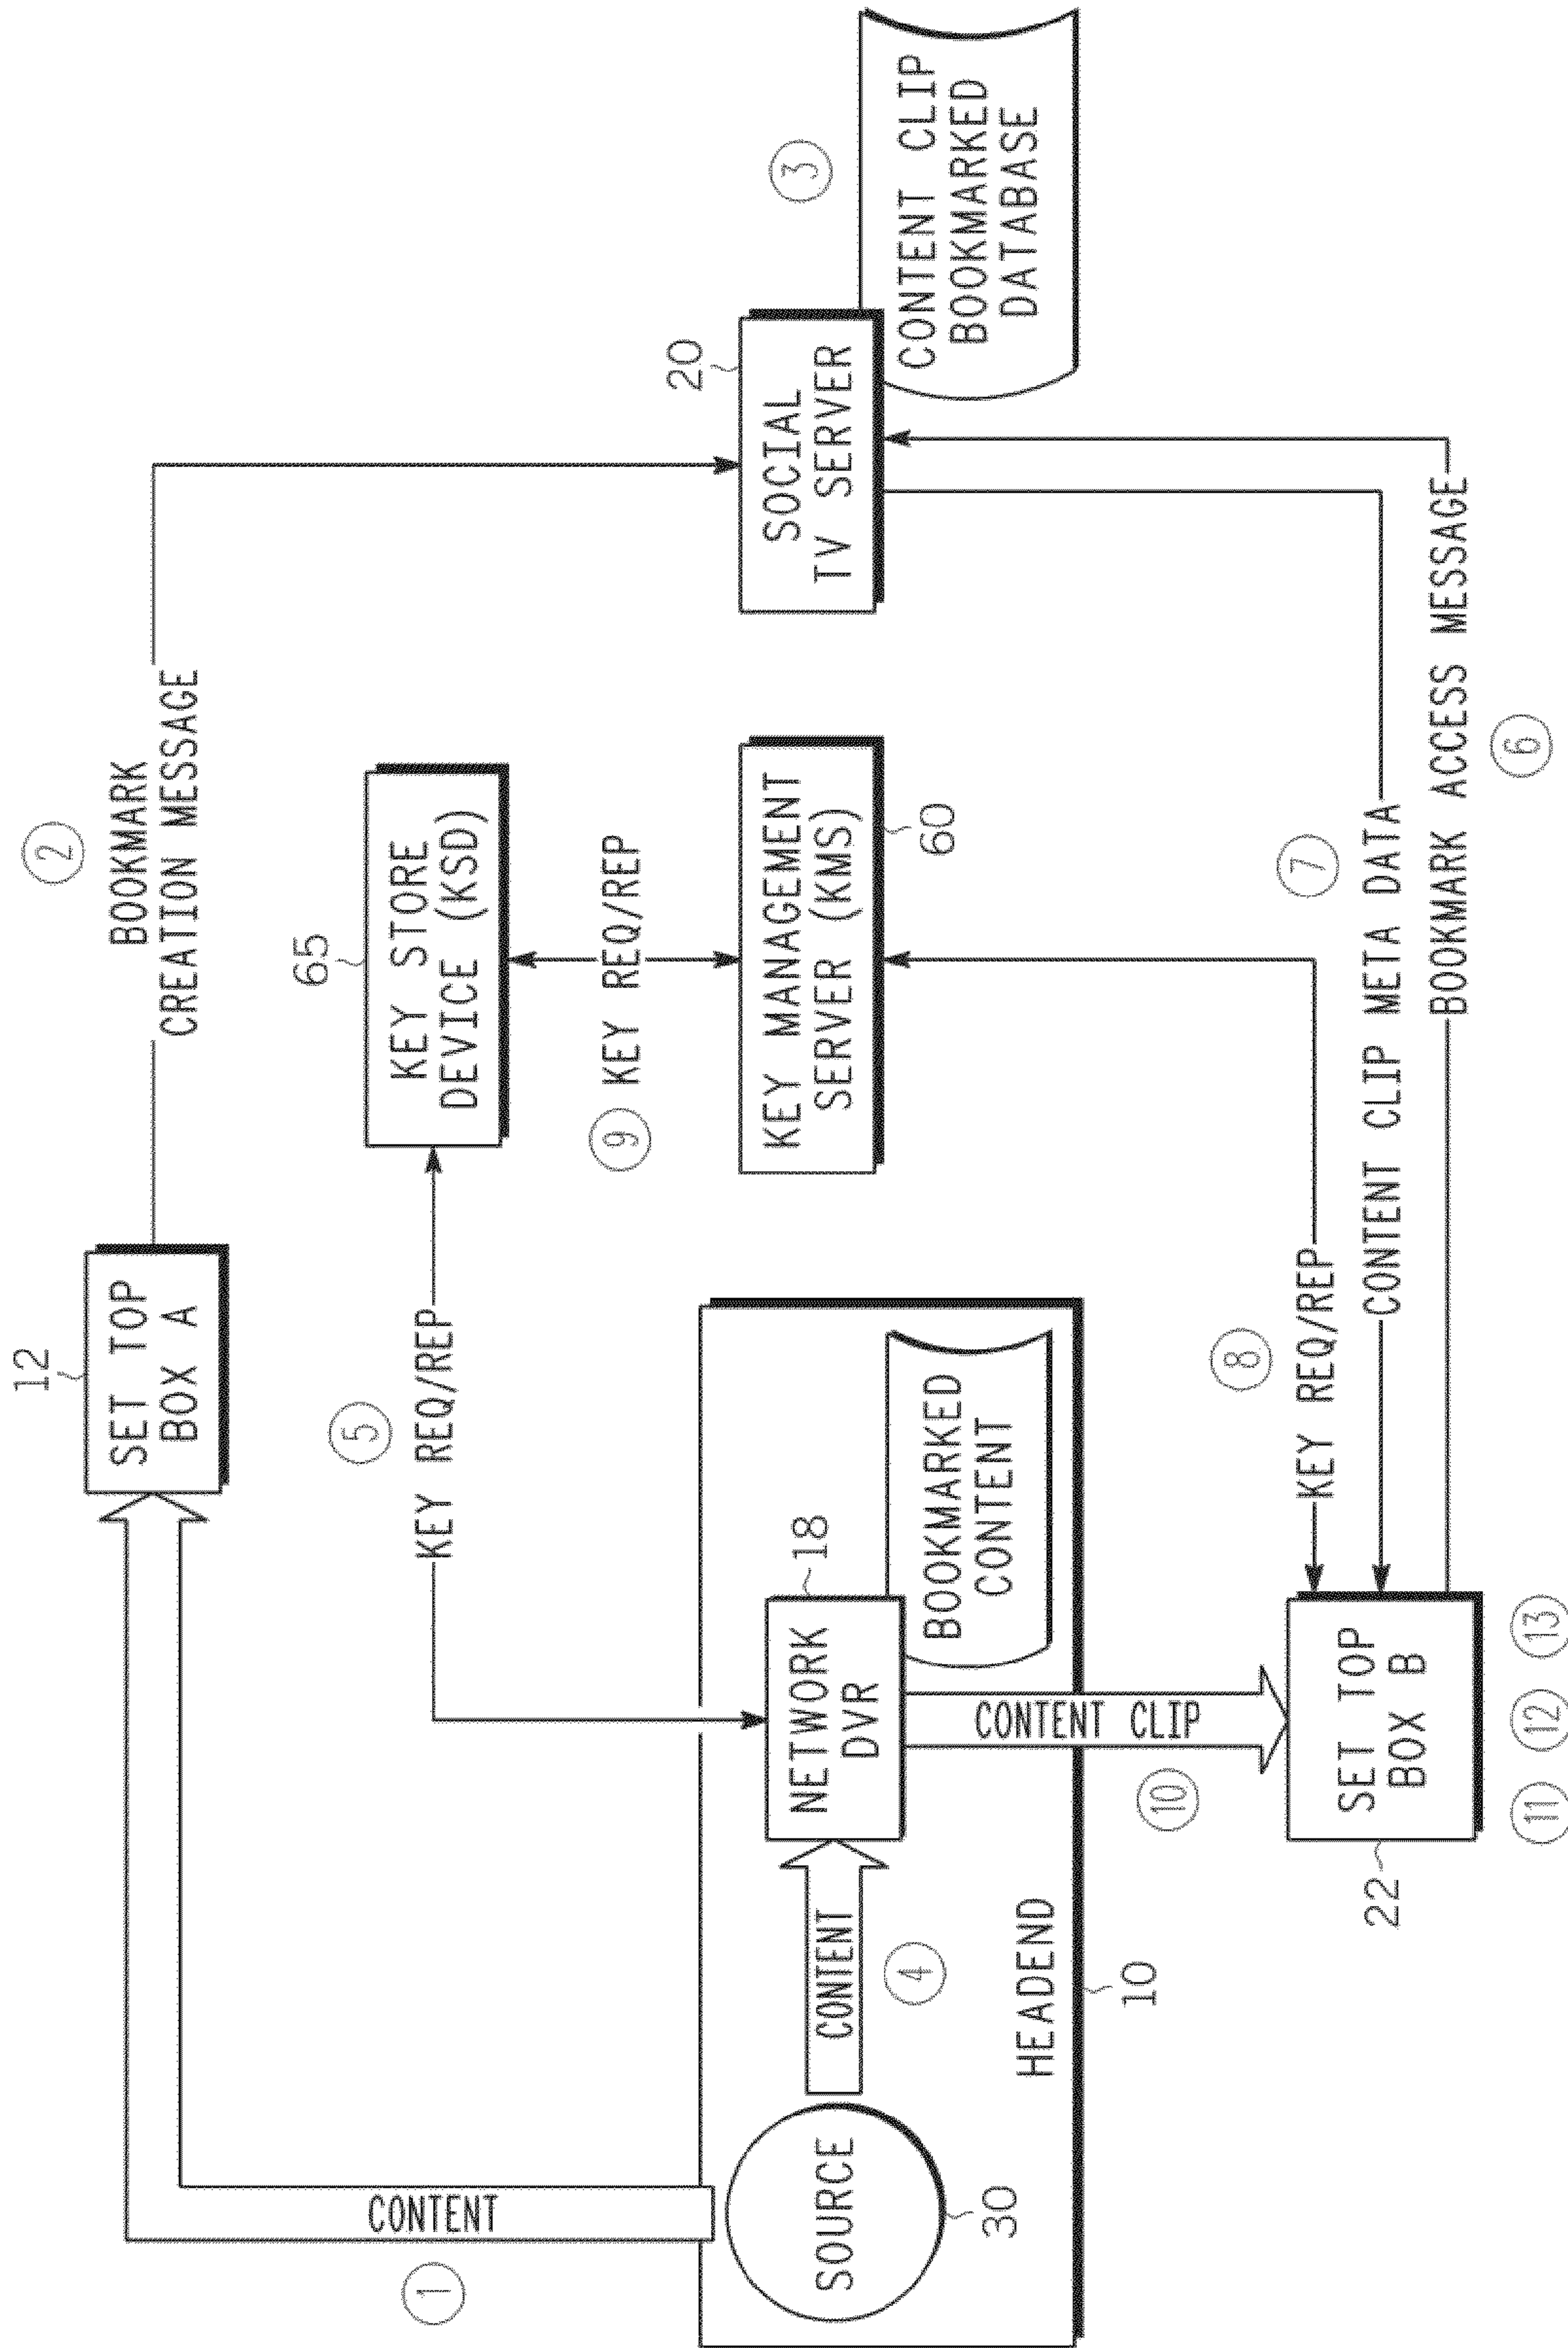 12
SET TOP
BOX A
2
BOOKMARK
CREATION MESSAGE
1
CONTENT
5
KEY REQ/REP
65
KEY STORE
DEVICE (KSD)
9
KEY REQ/REP
KEY MANAGEMENT
SERVER (KMS)
60
20
SOCIAL
TV SERVER
3
CONTENT CLIP
BOOKMARKED
DATABASE
SOURCE
30
CONTENT
4
NETWORK
DVR
18
BOOKMARKED
CONTENT
HEADEND
10
CONTENT CLIP
10
8
KEY REQ/REP
7
CONTENT CLIP META DATA
BOOKMARK ACCESS MESSAGE
6
SET TOP
BOX B
22
11
12
13